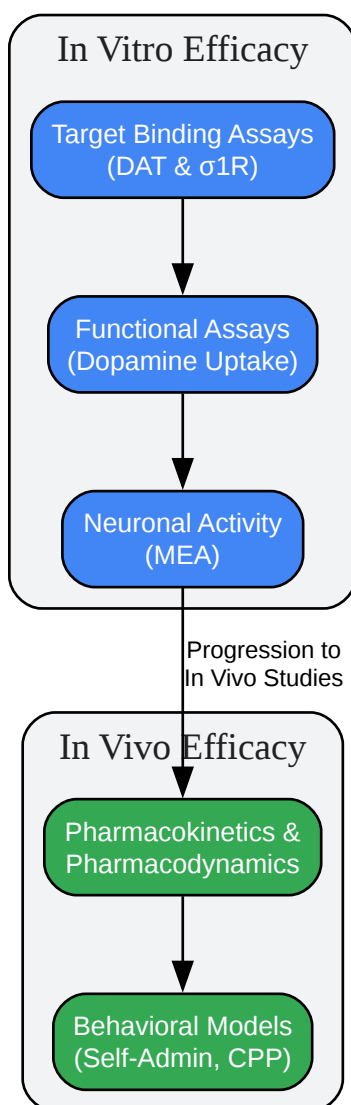 In Vitro Efficacy
Target Binding Assays
(DAT & σ1R)
Functional Assays
(Dopamine Uptake)
Neuronal Activity
(MEA)
Progression to
In Vivo Studies
In Vivo Efficacy
Pharmacokinetics &
Pharmacodynamics
Behavioral Models
(Self-Admin, CPP)